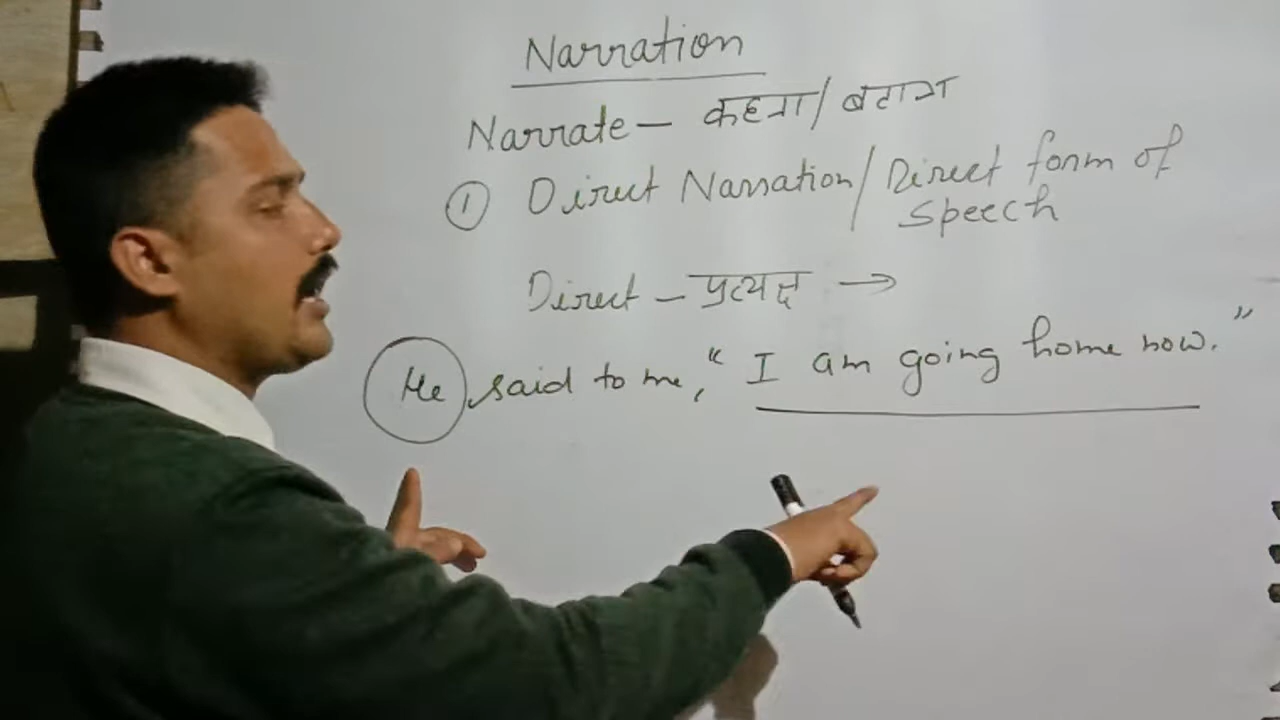 Narration
Narrate — कहना/ बताना
① Direct Narration/ Direct form of
speech
Direct – प्रत्यक्ष →
He said to me, “ I am going home now. ”